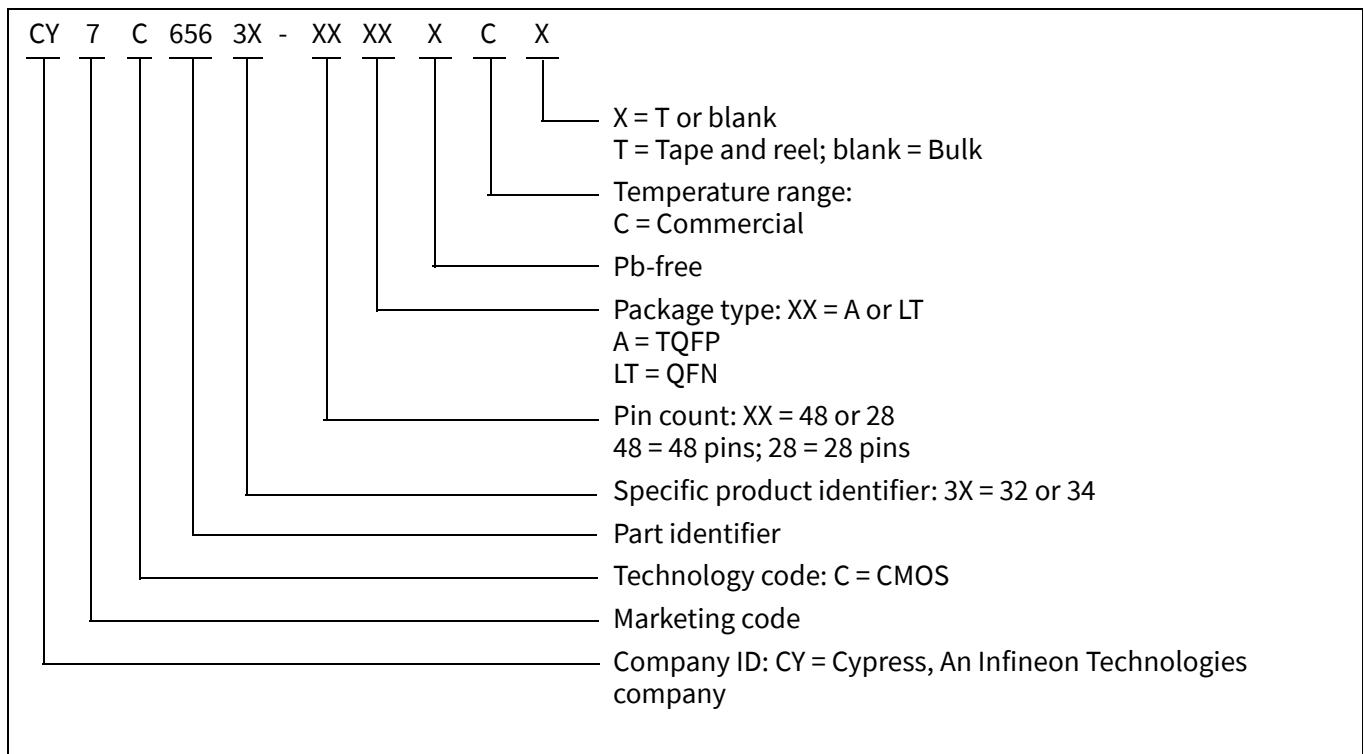 CY 7 C 656 3X - XX XX X C X
X = T or blank
T = Tape and reel; blank = Bulk
Temperature range:
C = Commercial
Pb-free
Package type: XX = A or LT
A = TQFP
LT = QFN
Pin count: XX = 48 or 28
48 = 48 pins; 28 = 28 pins
Specific product identifier: 3X = 32 or 34
Part identifier
Technology code: C = CMOS
Marketing code
Company ID: CY = Cypress, An Infineon Technologies
company